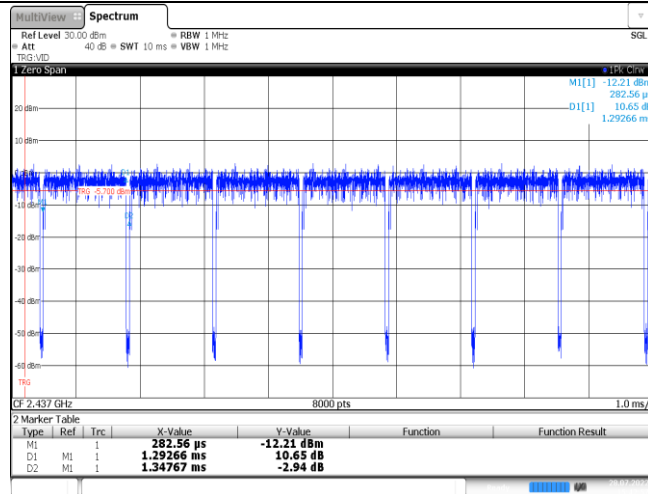 MultiView Spectrum
Ref Level 30.00 dBm RBW 1 MHz SGL
Att 40 dB SWT 10 ms VBW 1 MHz
TRG:VID
1 Zero Span 1Pk Clrw
M1[1] -12.21 dBm
282.56 µs
D1[1] 10.65 dB
1.29266 ms
20 dBm
10 dBm
0 dBm
TRG -5.700 dBm
-10 dBm
-20 dBm
-30 dBm
-40 dBm
-50 dBm
-60 dBm
TRG
CF 2.437 GHz 8000 pts 1.0 ms/
2 Marker Table
Type Ref Trc X-Value Y-Value Function Function Result
M1 1 282.56 µs -12.21 dBm
D1 M1 1 1.29266 ms 10.65 dB
D2 M1 1 1.34767 ms -2.94 dB